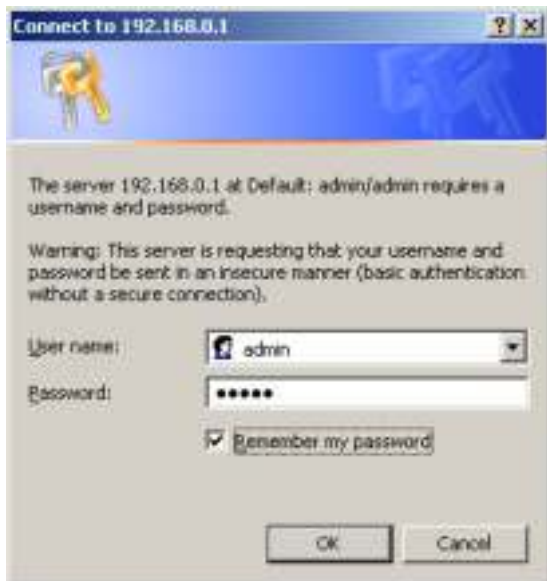 Connect to 192.168.0.1
The server 192.168.0.1 at Default: admin/admin requires a
username and password.
Warning: This server is requesting that your username and
password be sent in an insecure manner (basic authentication
without a secure connection).
User name:
admin
Password:
•••••
Remember my password
OK
Cancel